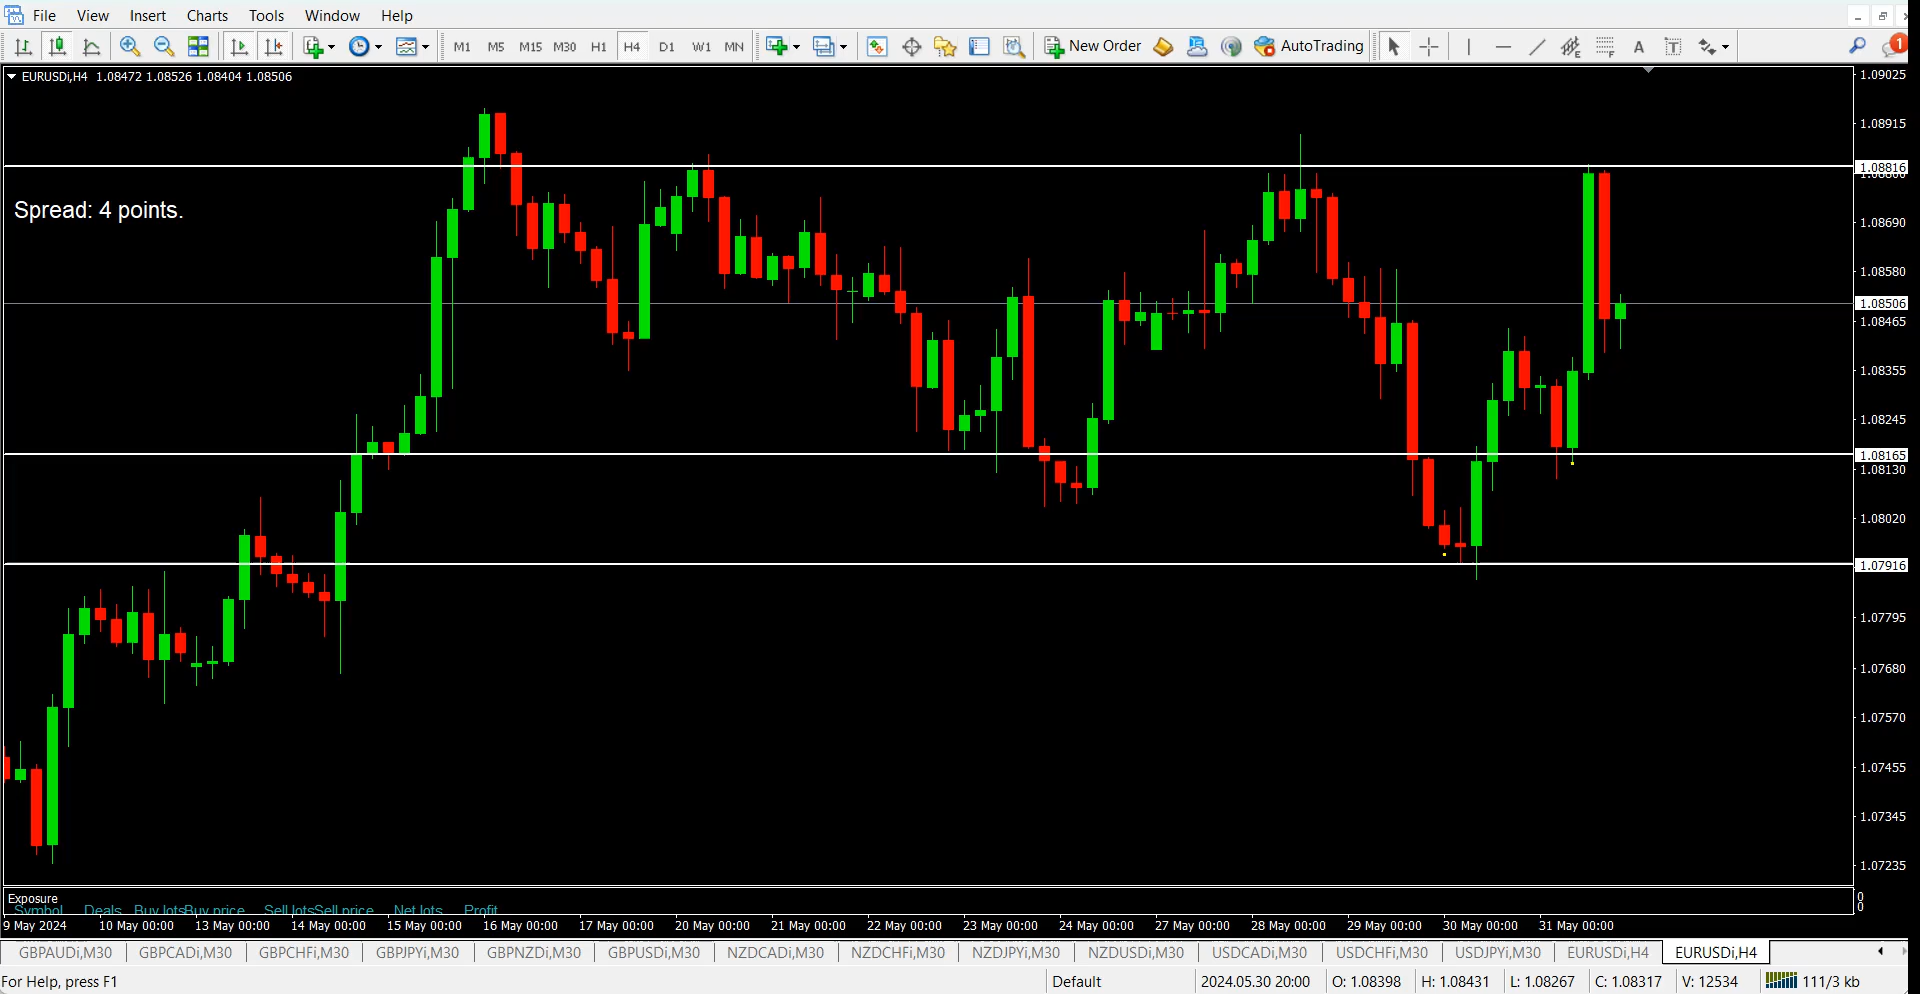 File View Insert Charts Tools Window Help
M1 M5 M15 M30 H1 H4 D1 W1 MN New Order AutoTrading A T 1
EURUSDi,H4 1.08472 1.08526 1.08404 1.08506
Spread: 4 points.
1.09025
1.08915
1.08816
1.08800
1.08690
1.08580
1.08506
1.08465
1.08355
1.08245
1.08165
1.08130
1.08020
1.07916
1.07795
1.07680
1.07570
1.07455
1.07345
1.07235
Exposure
Symbol Deals Buy lots Buy price Sell lots Sell price Net lots Profit
0
0
9 May 2024 10 May 00:00 13 May 00:00 14 May 00:00 15 May 00:00 16 May 00:00 17 May 00:00 20 May 00:00 21 May 00:00 22 May 00:00 23 May 00:00 24 May 00:00 27 May 00:00 28 May 00:00 29 May 00:00 30 May 00:00 31 May 00:00
GBPAUDi,M30 GBPCADi,M30 GBPCHFi,M30 GBPJPYi,M30 GBPNZDi,M30 GBPUSDi,M30 NZDCADi,M30 NZDCHFi,M30 NZDJPYi,M30 NZDUSDi,M30 USDCADi,M30 USDCHFi,M30 USDJPYi,M30 EURUSDi,H4 EURUSDi,H4
For Help, press F1 Default 2024.05.30 20:00 O: 1.08398 H: 1.08431 L: 1.08267 C: 1.08317 V: 12534 111/3 kb